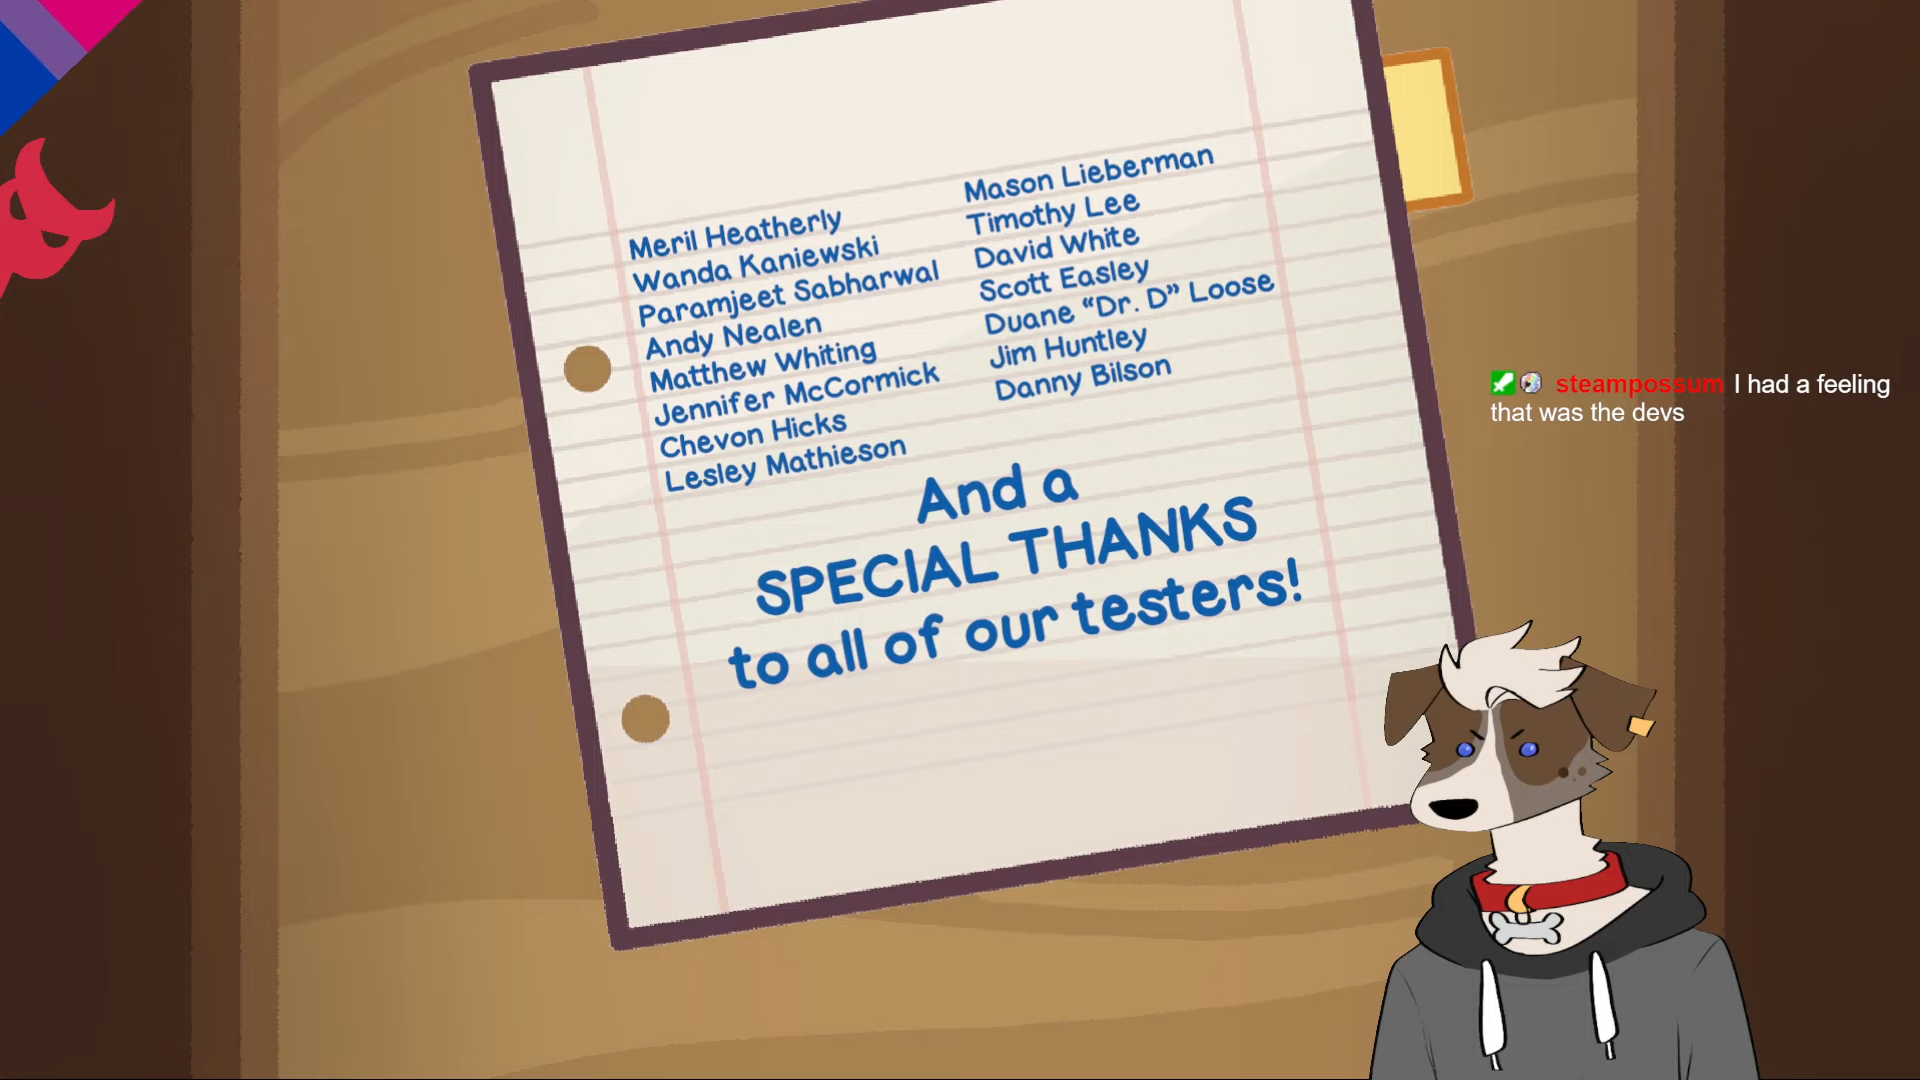 Meril Heatherly
Wanda Kaniewski
Paramjeet Sabharwal
Andy Nealen
Matthew Whiting
Jennifer McCormick
Chevon Hicks
Lesley Mathieson
Mason Lieberman
Timothy Lee
David White
Scott Easley
Duane “Dr. D” Loose
Jim Huntley
Danny Bilson
And a
SPECIAL THANKS
to all of our testers!
steampossum I had a feeling
that was the devs